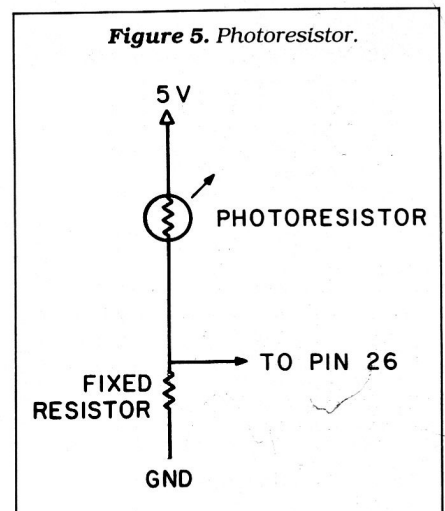 Figure 5. Photoresistor.
5 V
PHOTORESISTOR
TO PIN 26
FIXED
RESISTOR
GND